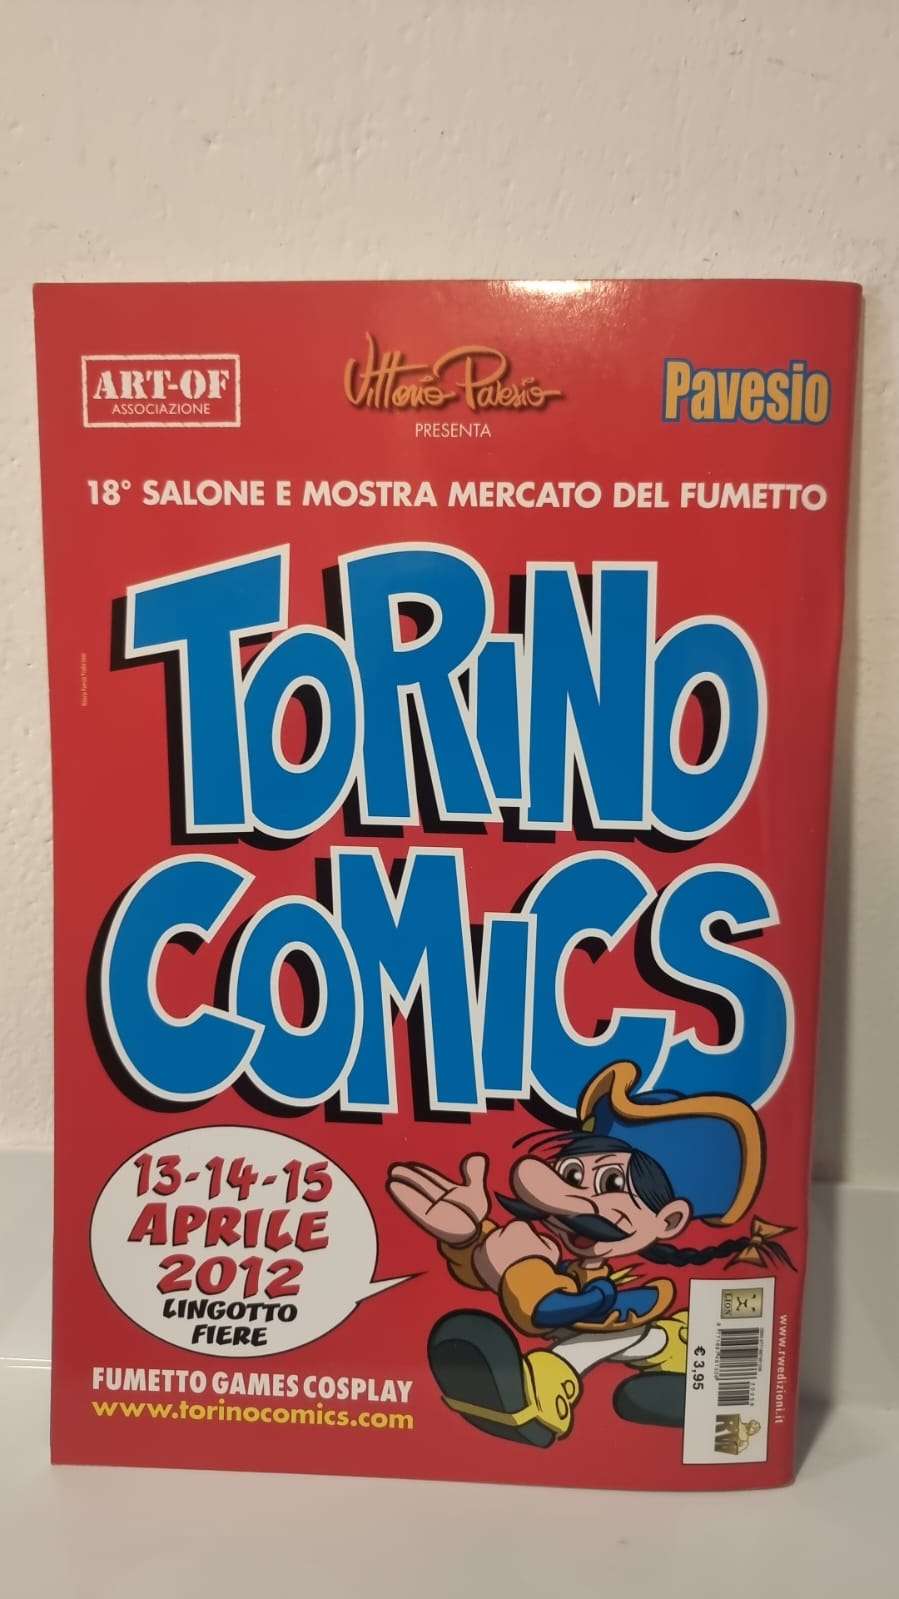 ART-OF
ASSOCIAZIONE
Vittorio Pavesio
PRESENTA
Pavesio
18° SALONE E MOSTRA MERCATO DEL FUMETTO
TORINO
COMICS
13-14-15
APRILE
2012
LINGOTTO
FIERE
FUMETTO GAMES COSPLAY
www.torinocomics.com
€ 3,95
Lion
RW
www.rwedizioni.it